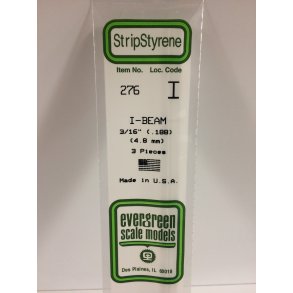 StripStyrene
Item No. Loc. Code
276 I
I-BEAM
3/16" (.188)
(4.8 mm)
3 Pieces
Made in U.S.A.
evergreen
scale models
Des Plaines, IL 60018